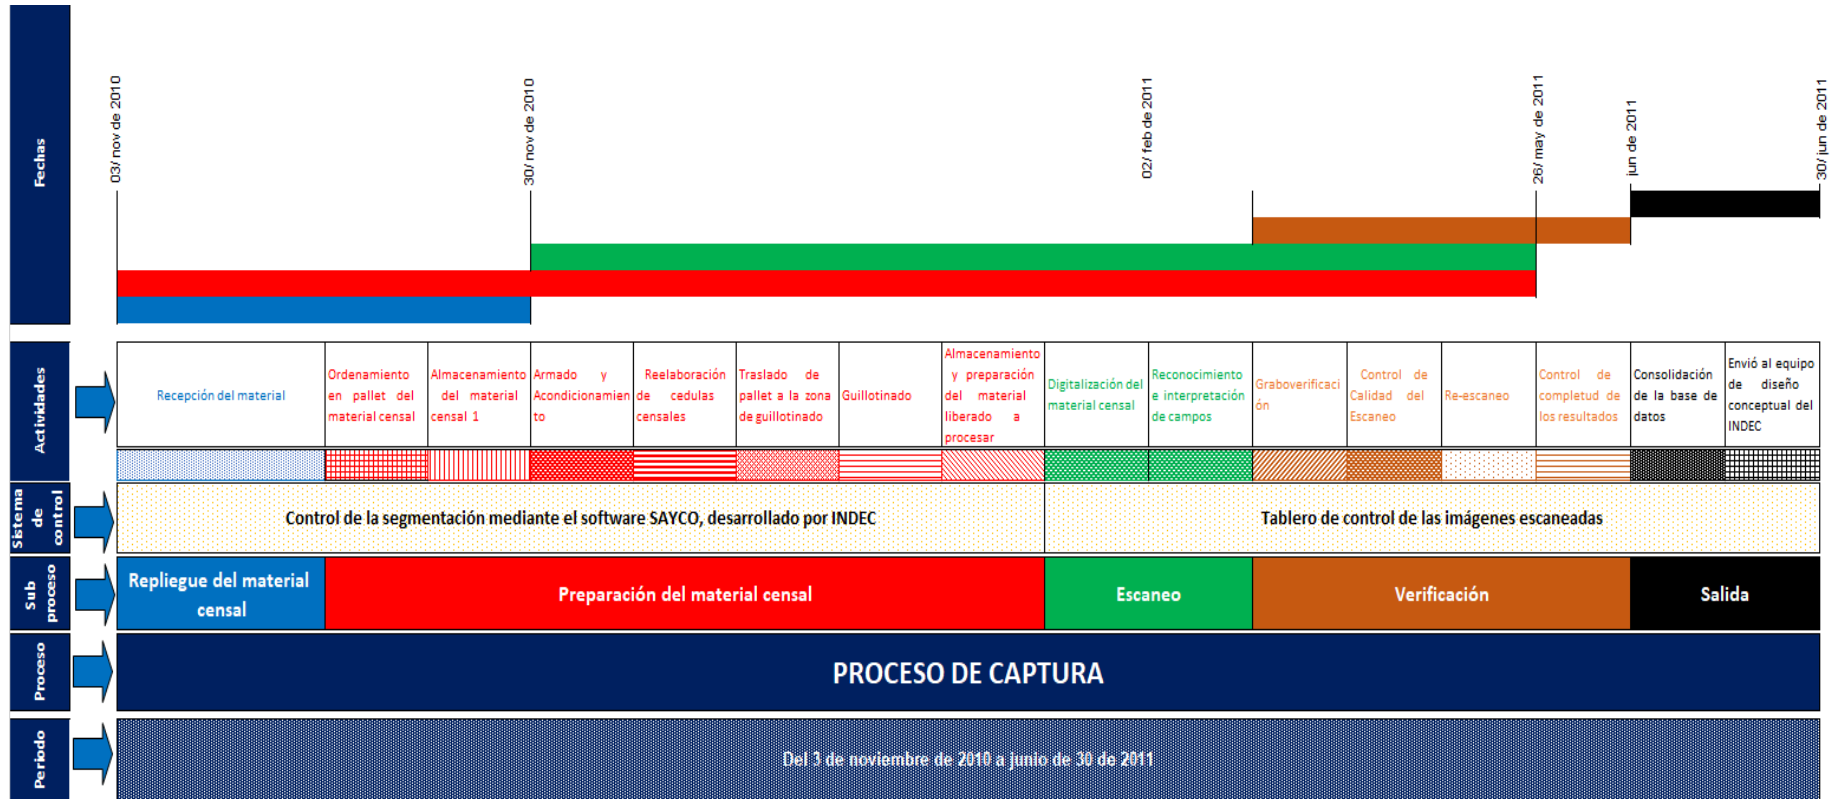 Fechas
03/ nov de 2010
30/ nov de 2010
02/ feb de 2011
26/ may de 2011
jun de 2011
30/ jun de 2011
Actividades
Recepción del material
Ordenamiento
en pallet del
material censal
Almacenamiento
del material
censal 1
Armado y
Acondicionamien
to
Reelaboración
de cedulas
censales
Traslado de
pallet a la zona
de guillotinado
Guillotinado
Almacenamiento
y preparación
del material
liberado a
procesar
Digitalización del
material censal
Reconocimiento
e interpretación
de campos
Graboverificaci
ón
Control de
Calidad del
Escaneo
Re-escaneo
Control de
completud de
los resultados
Consolidación
de la base de
datos
Envió al equipo
de diseño
conceptual del
INDEC
Sistema
de
control
Control de la segmentación mediante el software SAYCO, desarrollado por INDEC
Tablero de control de las imágenes escaneadas
Sub
proceso
Repliegue del material
censal
Preparación del material censal
Escaneo
Verificación
Salida
Proceso
PROCESO DE CAPTURA
Periodo
Del 3 de noviembre de 2010 a junio de 30 de 2011